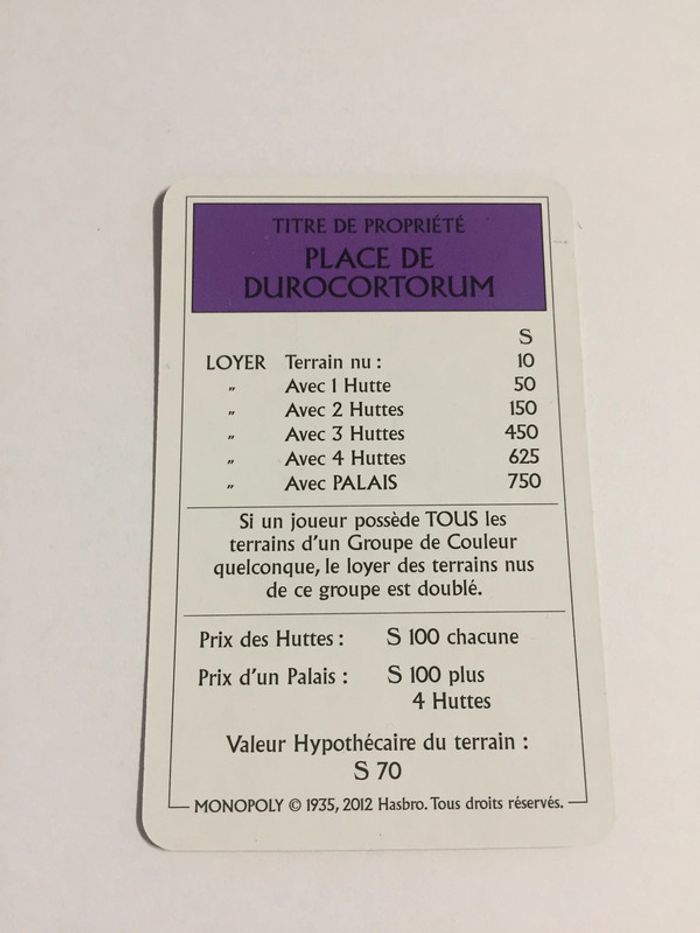 TITRE DE PROPRIÉTÉ
PLACE DE
DUROCORTORUM
S
LOYER Terrain nu : 10
„ Avec 1 Hutte 50
„ Avec 2 Huttes 150
„ Avec 3 Huttes 450
„ Avec 4 Huttes 625
„ Avec PALAIS 750
Si un joueur possède TOUS les
terrains d'un Groupe de Couleur
quelconque, le loyer des terrains nus
de ce groupe est doublé.
Prix des Huttes : S 100 chacune
Prix d'un Palais : S 100 plus
4 Huttes
Valeur Hypothécaire du terrain :
S 70
MONOPOLY © 1935, 2012 Hasbro. Tous droits réservés.